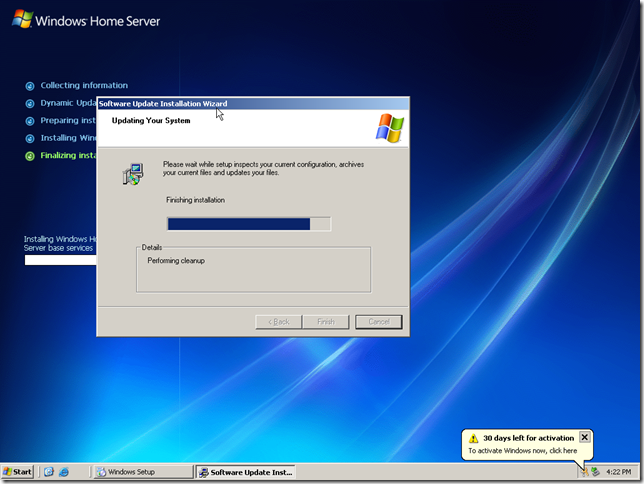 Windows Home Server
Collecting information
Dynamic Upda
Preparing inst
Installing Wind
Finalizing insta
Installing Windows H
Server base services
Software Update Installation Wizard
Updating Your System
Please wait while setup inspects your current configuration, archives
your current files and updates your files.
Finishing installation
Details
Performing cleanup
< Back
Finish
Cancel
30 days left for activation
To activate Windows now, click here
Start
Windows Setup
Software Update Inst...
4:22 PM